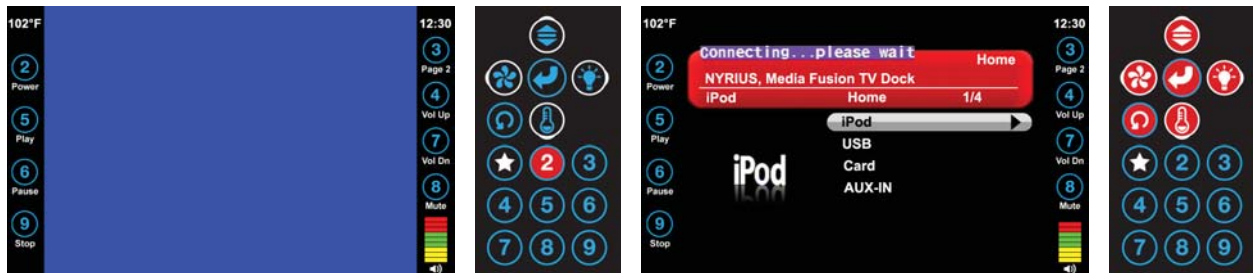 102°F
12:30
2
Power
5
Play
6
Pause
9
Stop
3
Page 2
4
Vol Up
7
Vol Dn
8
Mute
2 3
4 5 6
7 8 9
102°F
12:30
2
Power
5
Play
6
Pause
9
Stop
Connecting...please wait
Home
NYRIUS, Media Fusion TV Dock
iPod Home 1/4
iPod
USB
Card
AUX-IN
iPod
3
Page 2
4
Vol Up
7
Vol Dn
8
Mute
2 3
4 5 6
7 8 9